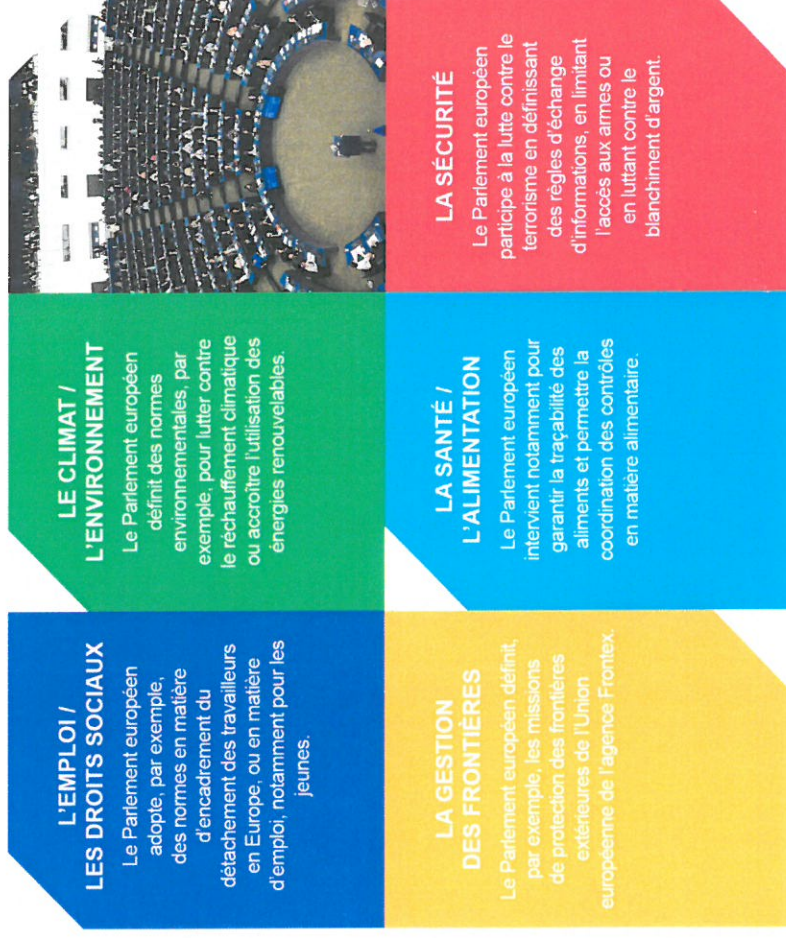 L'EMPLOI /
LES DROITS SOCIAUX
Le Parlement européen
adopte, par exemple,
des normes en matière
d'encadrement du
détachement des travailleurs
en Europe, ou en matière
d'emploi, notamment pour les
jeunes.
LE CLIMAT /
L'ENVIRONNEMENT
Le Parlement européen
définit des normes
environnementales, par
exemple, pour lutter contre
le réchauffement climatique
ou accroître l'utilisation des
énergies renouvelables.
LA GESTION
DES FRONTIÈRES
Le Parlement européen définit,
par exemple, les missions
de protection des frontières
extérieures de l'Union
européenne de l'agence Frontex.
LA SANTÉ /
L'ALIMENTATION
Le Parlement européen
intervient notamment pour
garantir la traçabilité des
aliments et permettre la
coordination des contrôles
en matière alimentaire.
LA SÉCURITÉ
Le Parlement européen
participe à la lutte contre le
terrorisme en définissant
des règles d'échange
d'informations, en limitant
l'accès aux armes ou
en luttant contre le
blanchiment d'argent.